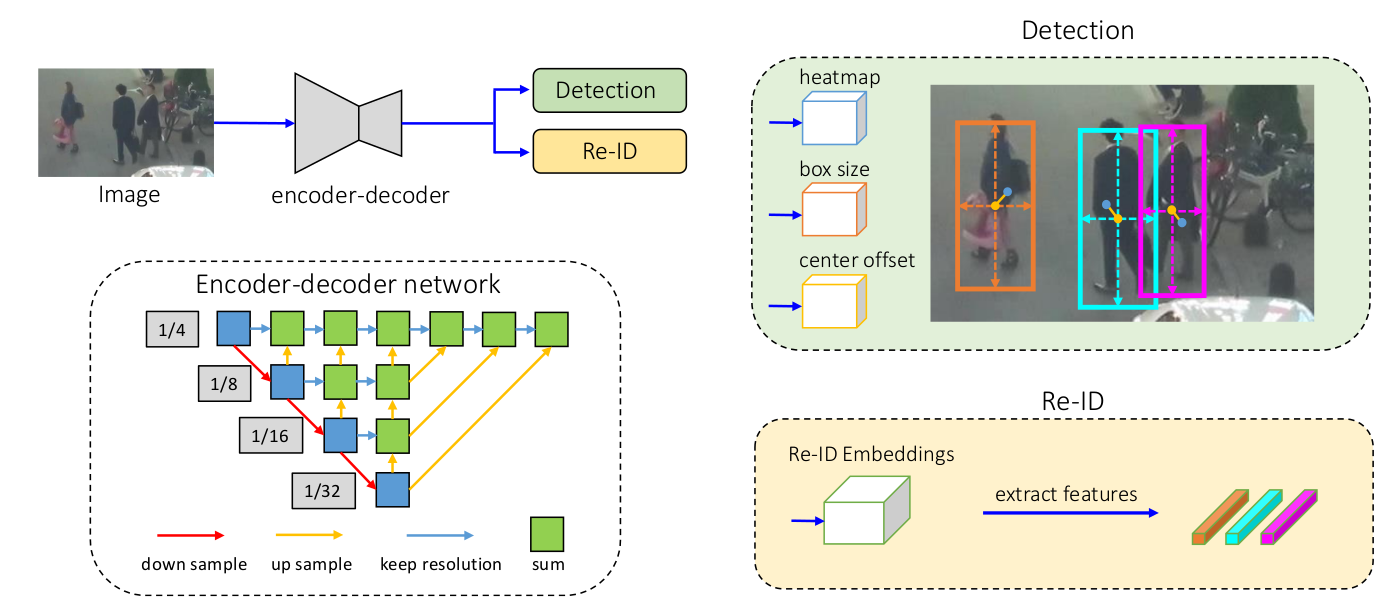 Image
encoder-decoder
Detection
Re-ID
Encoder-decoder network
1/4
1/8
1/16
1/32
down sample
up sample
keep resolution
sum
Detection
heatmap
box size
center offset
Re-ID
Re-ID Embeddings
extract features